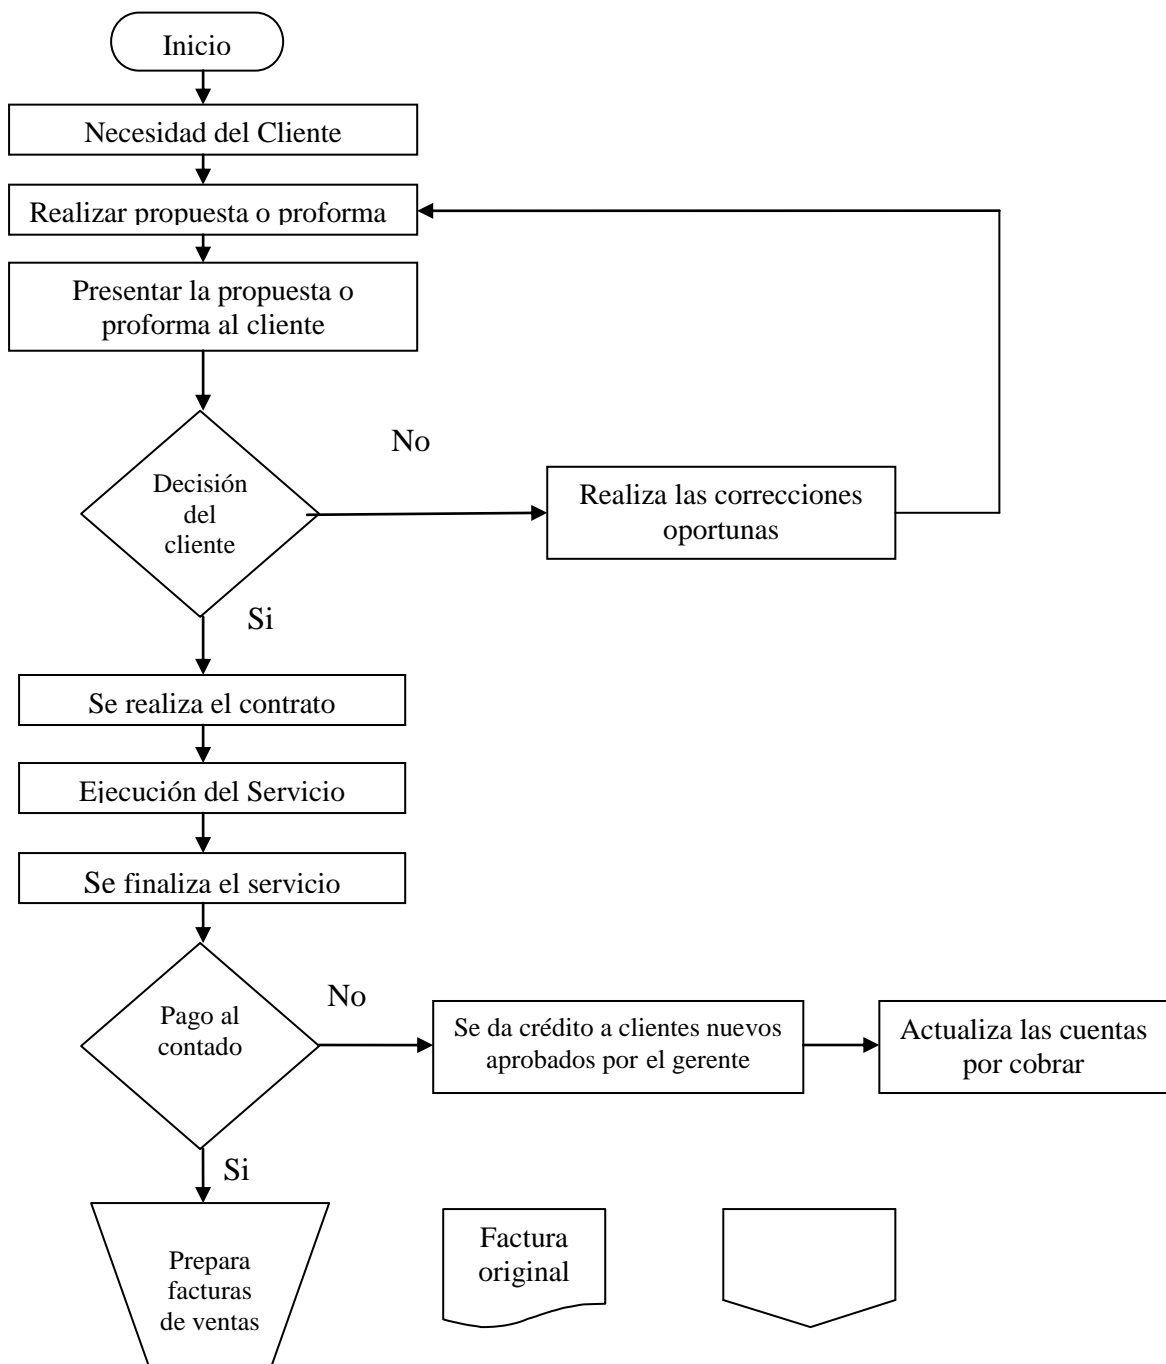 Inicio
Necesidad del Cliente
Realizar propuesta o proforma
Presentar la propuesta o
proforma al cliente
No
Decisión
del
cliente
Realiza las correcciones
oportunas
Si
Se realiza el contrato
Ejecución del Servicio
Se finaliza el servicio
Pago al
contado
No
Se da crédito a clientes nuevos
aprobados por el gerente
Actualiza las cuentas
por cobrar
Si
Prepara
facturas
de ventas
Factura
original